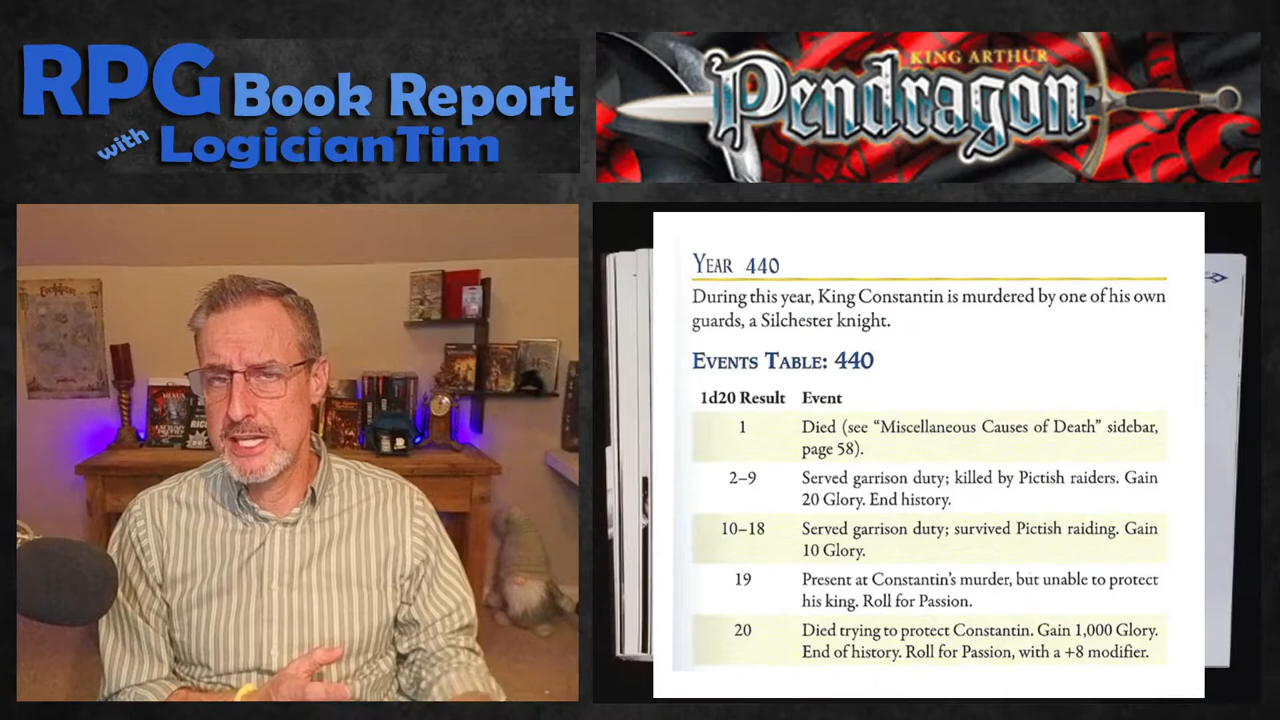 RPG Book Report
with LogicianTim
KING ARTHUR
Pendragon
YEAR 440
During this year, King Constantin is murdered by one of his own
guards, a Silchester knight.
EVENTS TABLE: 440
1d20 Result Event
1 Died (see “Miscellaneous Causes of Death” sidebar,
page 58).
2–9 Served garrison duty; killed by Pictish raiders. Gain
20 Glory. End history.
10–18 Served garrison duty; survived Pictish raiding. Gain
10 Glory.
19 Present at Constantin’s murder, but unable to protect
his king. Roll for Passion.
20 Died trying to protect Constantin. Gain 1,000 Glory.
End of history. Roll for Passion, with a +8 modifier.